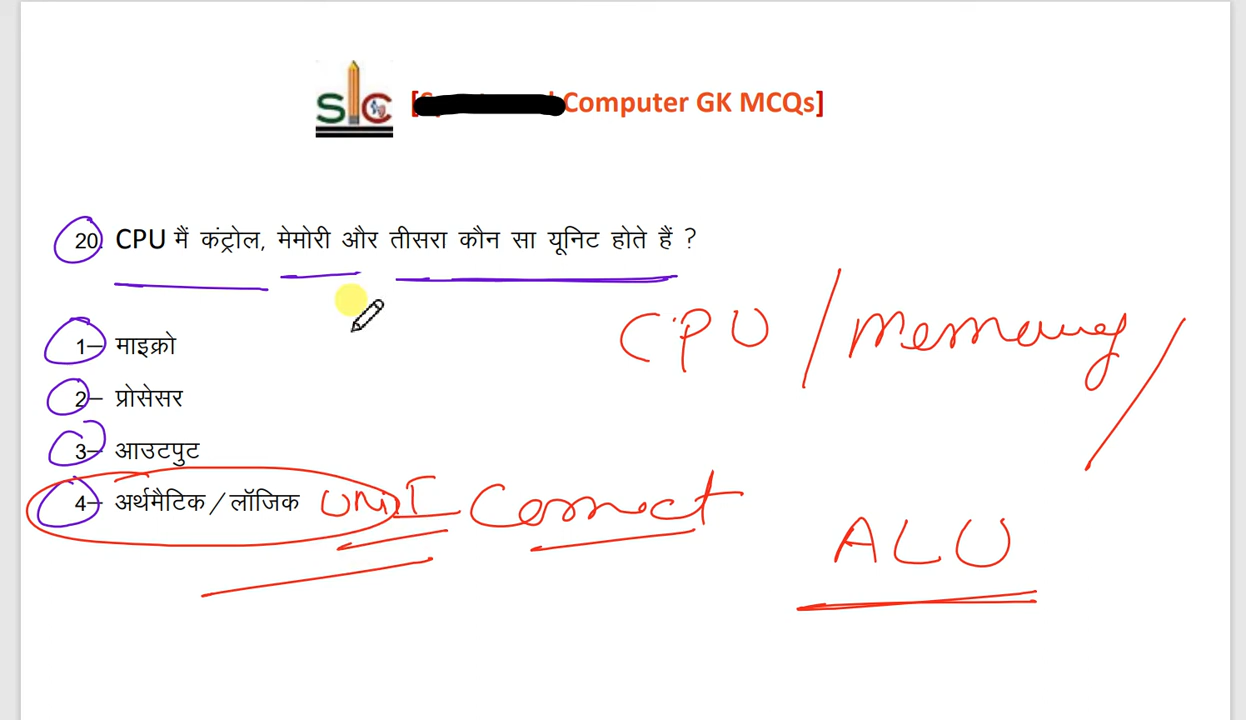 SIC
Computer GK MCQs]
20. CPU मैं कंट्रोल, मेमोरी और तीसरा कौन सा यूनिट होते हैं ?
CPU / Memory /
1– माइक्रो
2– प्रोसेसर
3– आउटपुट
4– अर्थमैटिक / लॉजिक UNIT Correct
ALU